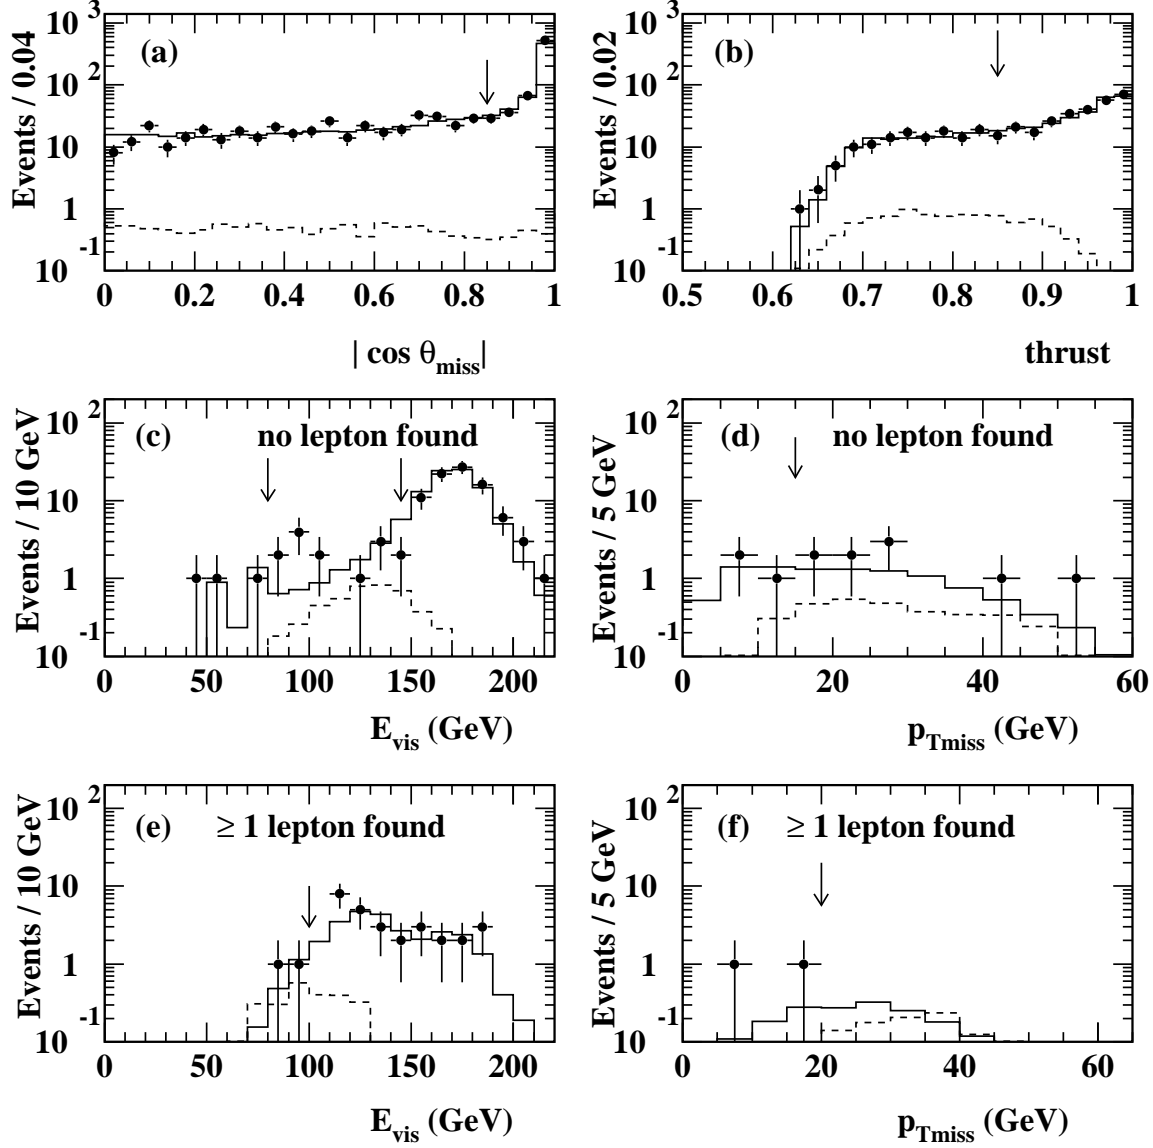 (a)
Events / 0.04
10 3
10 2
10
1
10 -1
0 0.2 0.4 0.6 0.8 1
| cos θmiss|
(b)
Events / 0.02
10 3
10 2
10
1
10 -1
0.5 0.6 0.7 0.8 0.9 1
thrust
(c) no lepton found
Events / 10 GeV
10 2
10
1
10 -1
50 100 150 200
Evis (GeV)
(d) no lepton found
Events / 5 GeV
10 2
10
1
10 -1
0 20 40 60
pTmiss (GeV)
(e) ≥ 1 lepton found
Events / 10 GeV
10 2
10
1
10 -1
0 50 100 150 200
Evis (GeV)
(f) ≥ 1 lepton found
Events / 5 GeV
10 2
10
1
10 -1
0 20 40 60
pTmiss (GeV)